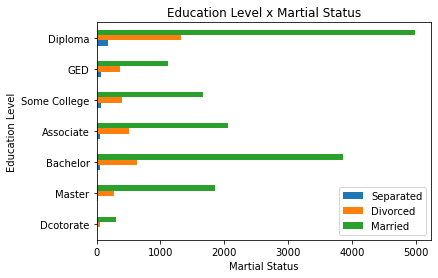 Education Level x Martial Status
Education Level
Diploma
GED
Some College
Associate
Bachelor
Master
Dcotorate
Separated
Divorced
Married
0
1000
2000
3000
4000
5000
Martial Status